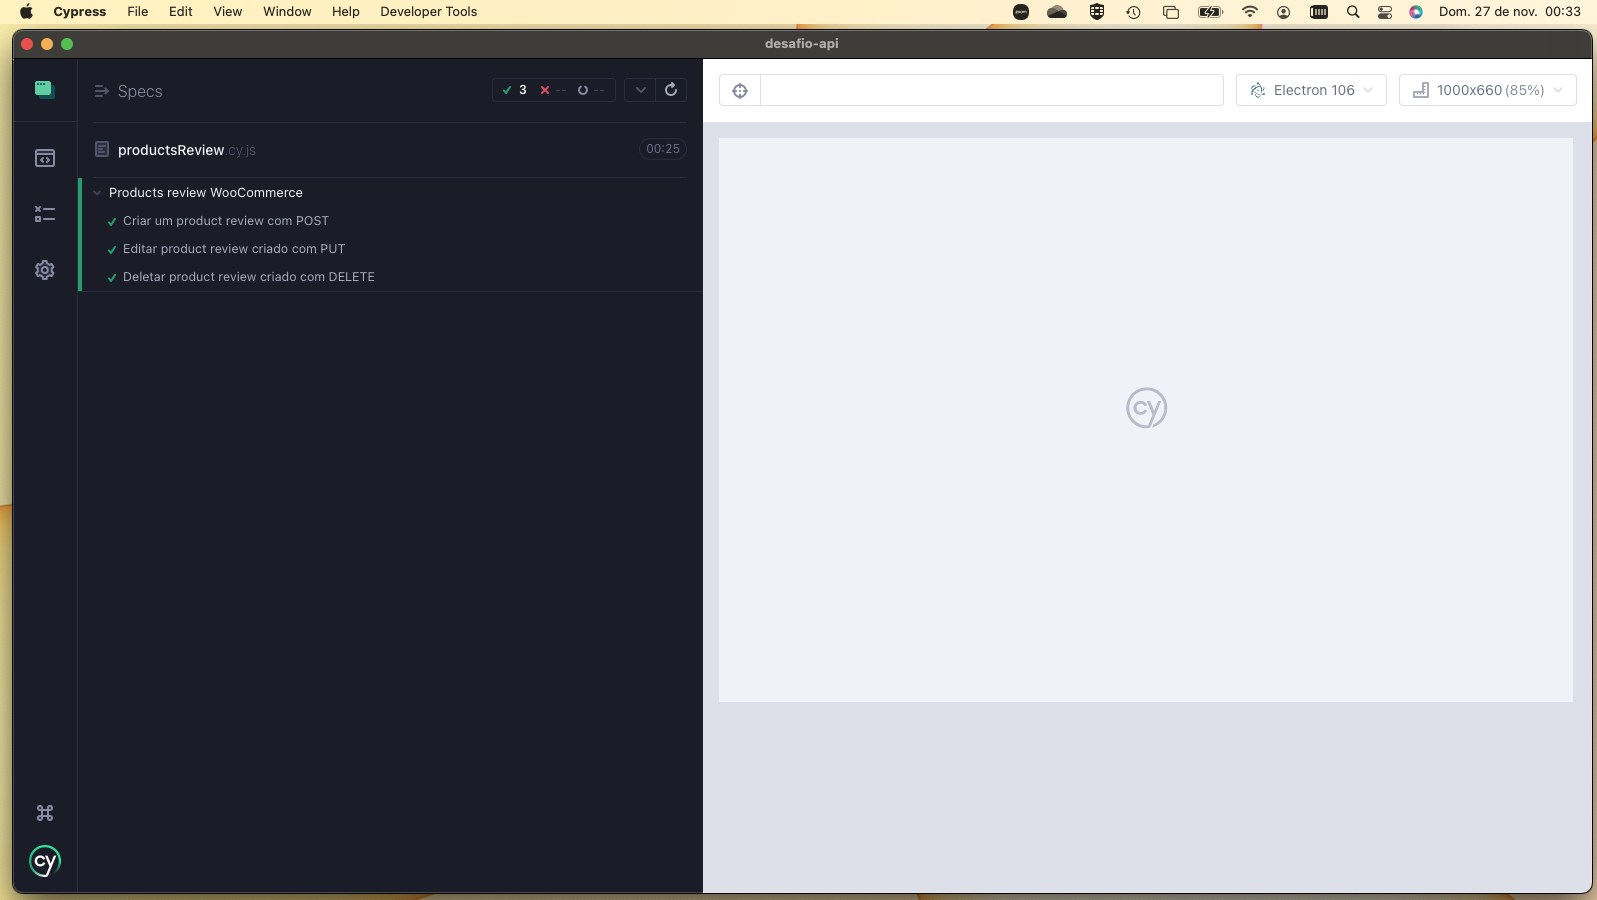 Cypress File Edit View Window Help Developer Tools
zoom
Dom. 27 de nov. 00:33
desafio-api
Specs
3 -- --
Electron 106
1000x660 (85%)
productsReview.cy.js
00:25
Products review WooCommerce
Criar um product review com POST
Editar product review criado com PUT
Deletar product review criado com DELETE
cy
cy